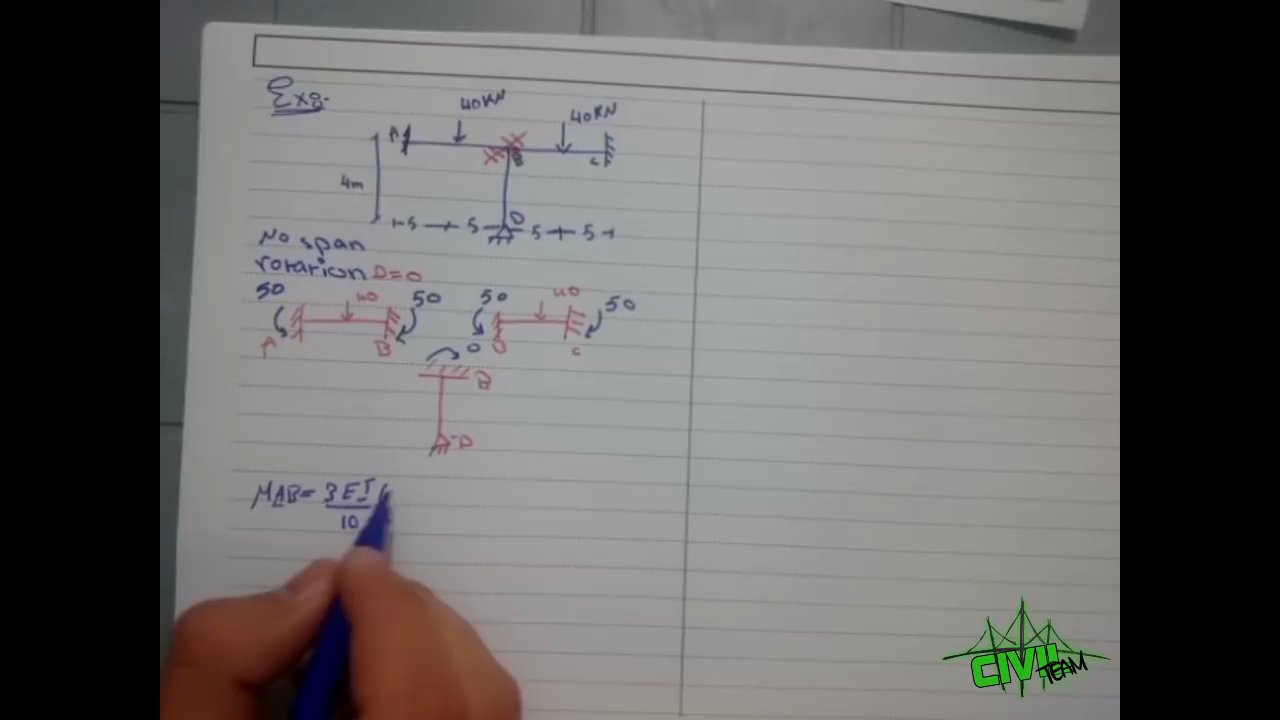 Ex8:
40KN
40KN
A
B
C
4m
D
5 5 5 5
No span
rotarion D=0
50 40 50 50 40 50
A B B C
0
B
D
MAB= 3EI
10
CIVIL
TEAM